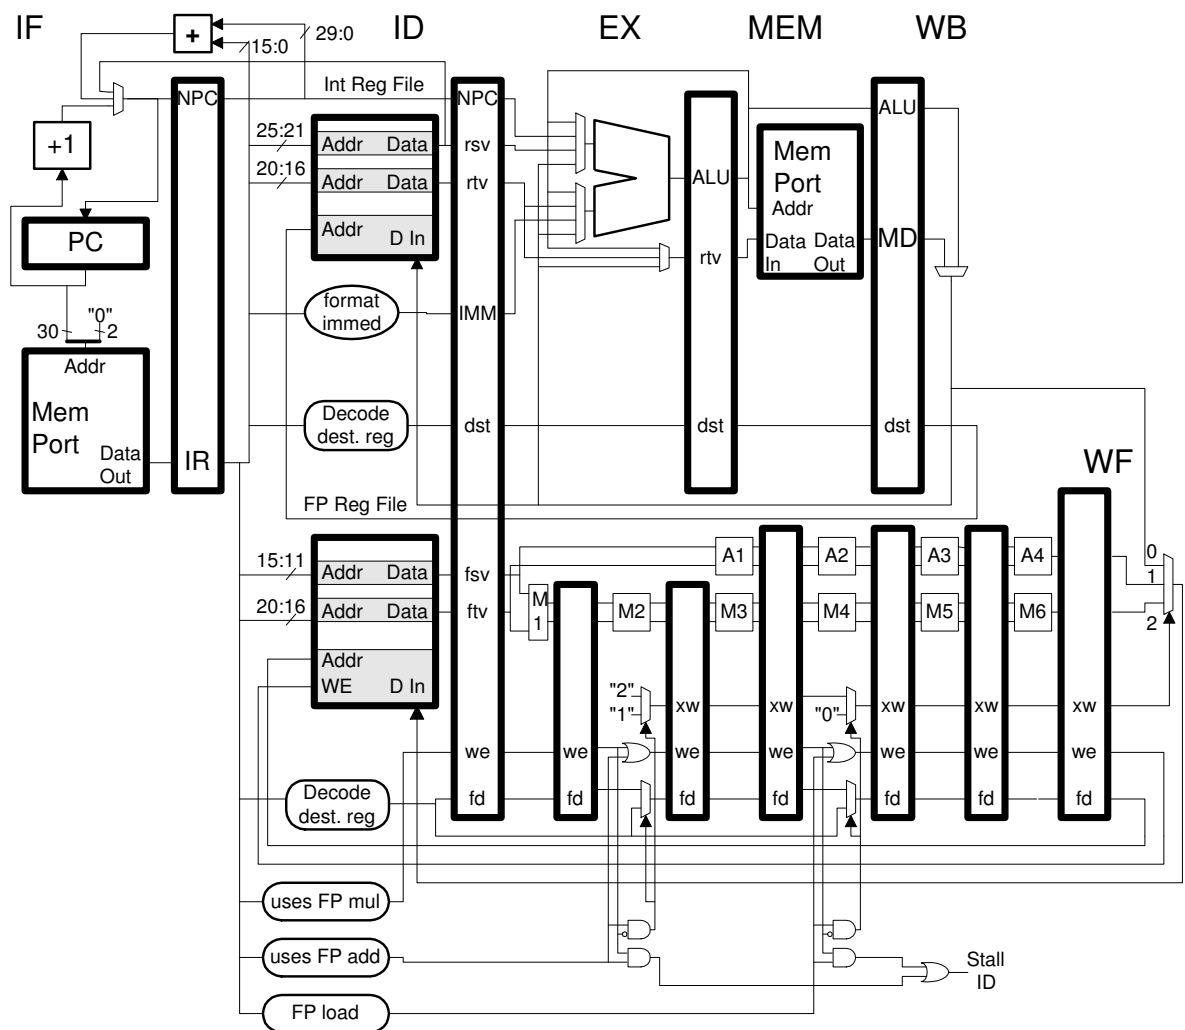 IF
ID
EX
MEM
WB
+
29:0
15:0
Int Reg File
NPC
NPC
ALU
+1
25:21
Addr
Data
rsv
Mem
Port
Addr
20:16
Addr
Data
rtv
ALU
PC
Addr
D In
rtv
Data
In
Data
Out
MD
format
immed
IMM
"0"
30
2
Addr
Mem
Port
Data
Out
IR
Decode
dest. reg
dst
dst
dst
WF
FP Reg File
15:11
Addr
Data
fsv
A1
A2
A3
A4
0
1
20:16
Addr
Data
ftv
M
1
M2
M3
M4
M5
M6
2
Addr
WE
D In
"2"
"1"
xw
xw
"0"
xw
xw
xw
we
we
we
we
we
we
we
Decode
dest. reg
fd
fd
fd
fd
fd
fd
fd
uses FP mul
uses FP add
Stall
ID
FP load